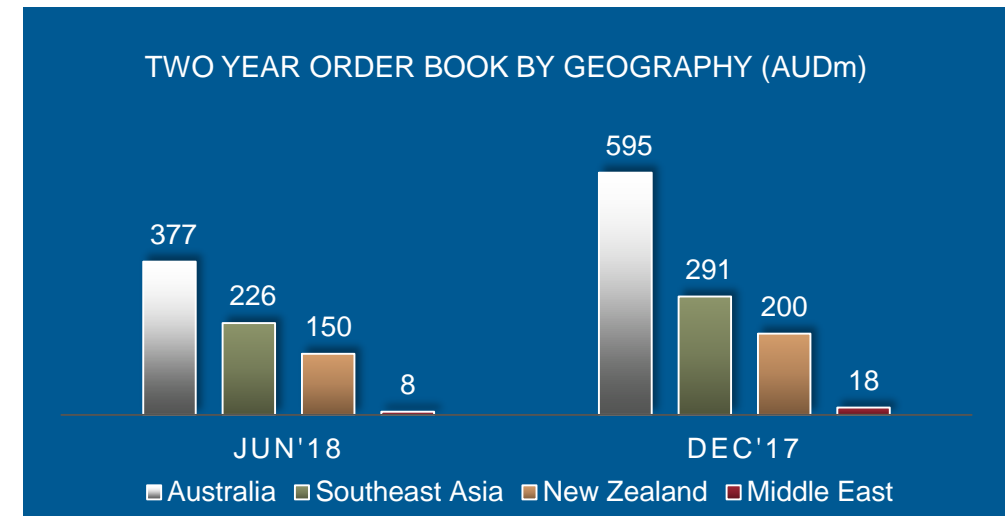 TWO YEAR ORDER BOOK BY GEOGRAPHY (AUDm)
377
226
150
8
595
291
200
18
JUN'18
DEC'17
Australia Southeast Asia New Zealand Middle East